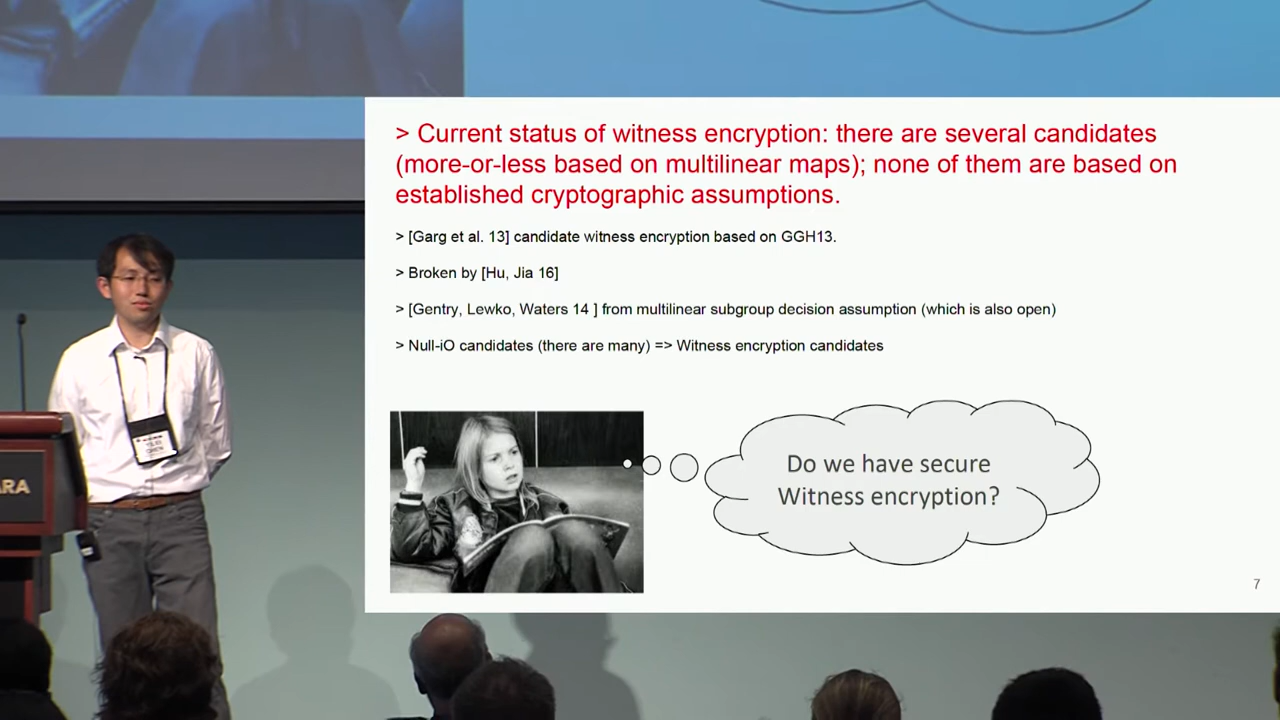 > Current status of witness encryption: there are several candidates
(more-or-less based on multilinear maps); none of them are based on
established cryptographic assumptions.
> [Garg et al. 13] candidate witness encryption based on GGH13.
> Broken by [Hu, Jia 16]
> [Gentry, Lewko, Waters 14 ] from multilinear subgroup decision assumption (which is also open)
> Null-iO candidates (there are many) => Witness encryption candidates
Do we have secure
Witness encryption?
7
ARA